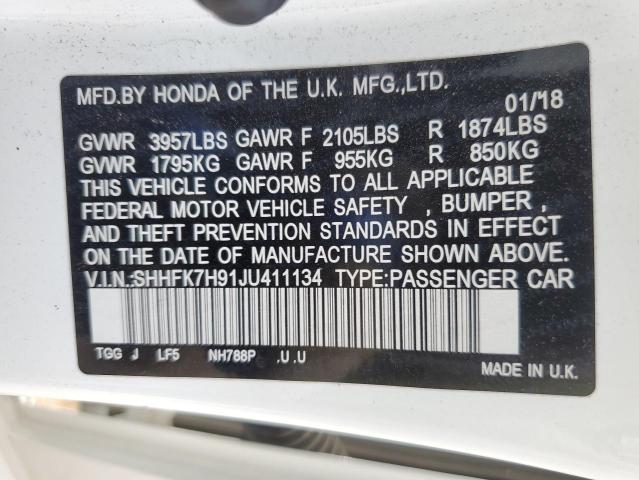 MFD.BY HONDA OF THE U.K. MFG.,LTD.
01/'18
GVWR 3957LBS GAWR F 2105LBS R 1874LBS
GVWR 1795KG GAWR F 955KG R 850KG
THIS VEHICLE CONFORMS TO ALL APPLICABLE
FEDERAL MOTOR VEHICLE SAFETY , BUMPER ,
AND THEFT PREVENTION STANDARDS IN EFFECT
ON THE DATE OF MANUFACTURE SHOWN ABOVE.
V.I.N.:SHHFK7H91JU411134 TYPE:PASSENGER CAR
TGG J LF5 NH788P .U .U
MADE IN U.K.